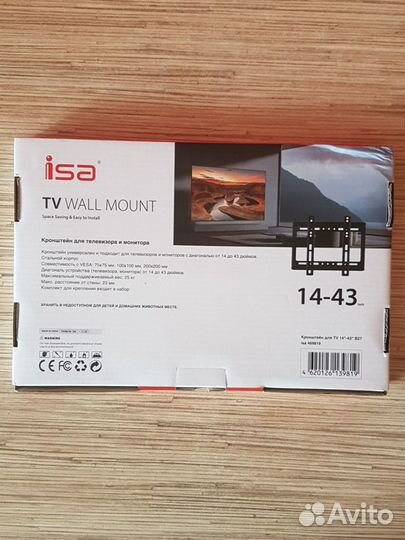 isa
TV WALL MOUNT
Space Saving & Easy to Install
Кронштейн для телевизора и монитора
Кронштейн универсален и подходит для телевизоров и мониторов с диагональю от 14 до 43 дюймов.
Стальной корпус
Совместимость с VESA: 75x75 мм, 100x100 мм, 200x200 мм
Диагональ устройства (телевизора, монитора) от 14 до 43 дюймов
Максимальный поддерживаемый вес: 25 кг
Макс. расстояние от стены: 23 мм
Комплект для крепления входит в набор
ХРАНИТЬ В НЕДОСТУПНОМ ДЛЯ ДЕТЕЙ И ДОМАШНИХ ЖИВОТНЫХ МЕСТЕ.
WARNING
14-43
Кронштейн для TV 14"-43" B27
isa 469819
4 620126 139819
Avito